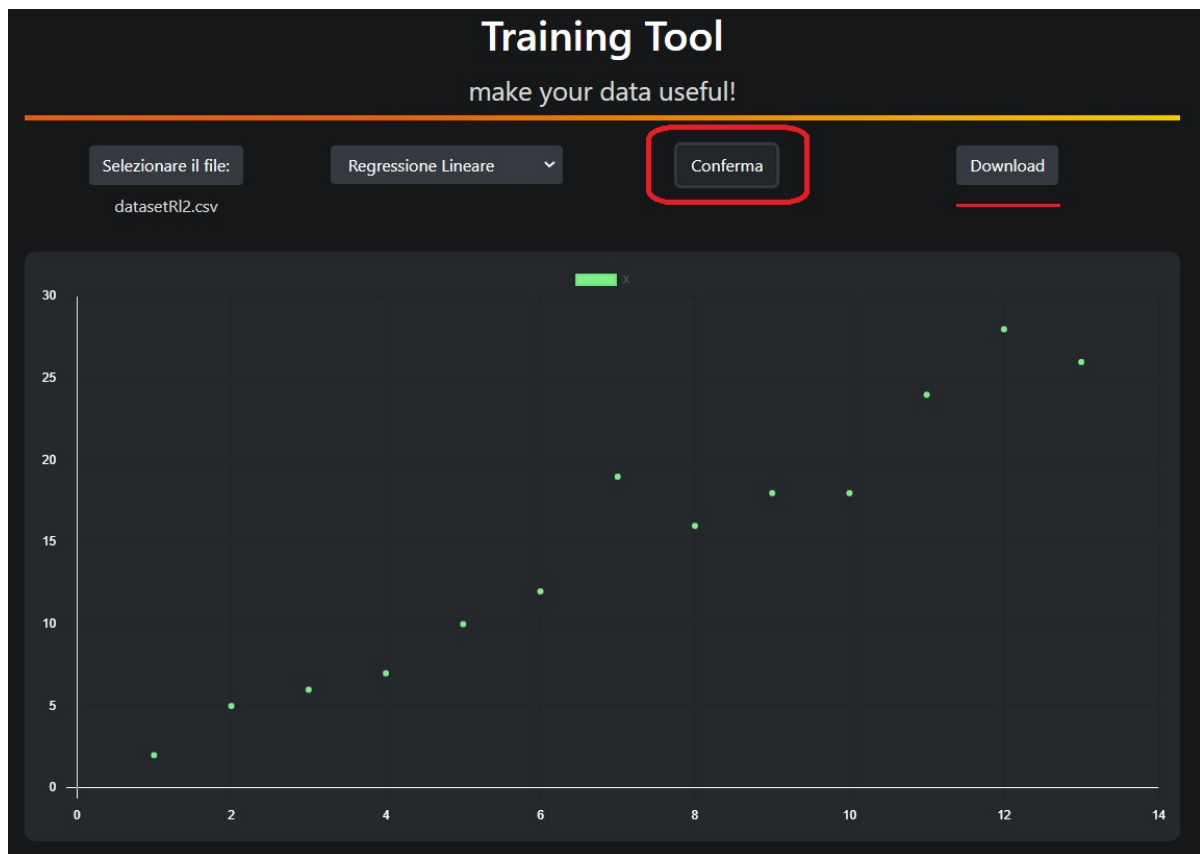 Training Tool
make your data useful!
Selezionare il file:
Regressione Lineare
Conferma
Download
datasetRl2.csv
x
30
25
20
15
10
5
0
0 2 4 6 8 10 12 14